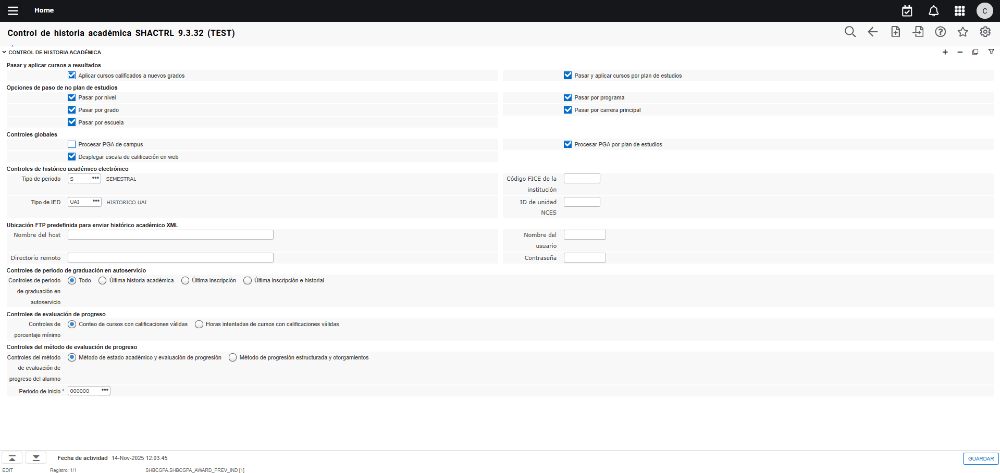 Home
C
Control de historia académica SHACTRL 9.3.32 (TEST)
CONTROL DE HISTORIA ACADÉMICA
Pasar y aplicar cursos a resultados
Aplicar cursos calificados a nuevos grados
Pasar y aplicar cursos por plan de estudios
Opciones de paso de no plan de estudios
Pasar por nivel
Pasar por programa
Pasar por grado
Pasar por carrera principal
Pasar por escuela
Controles globales
Procesar PGA de campus
Procesar PGA por plan de estudios
Desplegar escala de calificación en web
Controles de histórico académico electrónico
Tipo de periodo S ••• SEMESTRAL
Código FICE de la
institución
Tipo de IED UAI ••• HISTORICO UAI
ID de unidad
NCES
Ubicación FTP predefinida para enviar histórico académico XML
Nombre del host
Nombre del
usuario
Directorio remoto
Contraseña
Controles de periodo de graduación en autoservicio
Controles de periodo
de graduación en
autoservicio
Todo Última historia académica Última inscripción Última inscripción e historial
Controles de evaluación de progreso
Controles de
porcentaje mínimo
Conteo de cursos con calificaciones válidas Horas intentadas de cursos con calificaciones válidas
Controles del método de evaluación de progreso
Controles del método
de evaluación de
progreso del alumno
Método de estado académico y evaluación de progresión Método de progresión estructurada y otorgamientos
Periodo de inicio * 000000 •••
Fecha de actividad 14-Nov-2025 12:03:45
GUARDAR
EDIT Registro: 1/1 SHBCGPA.SHBCGPA_AWARD_PREV_IND [1]